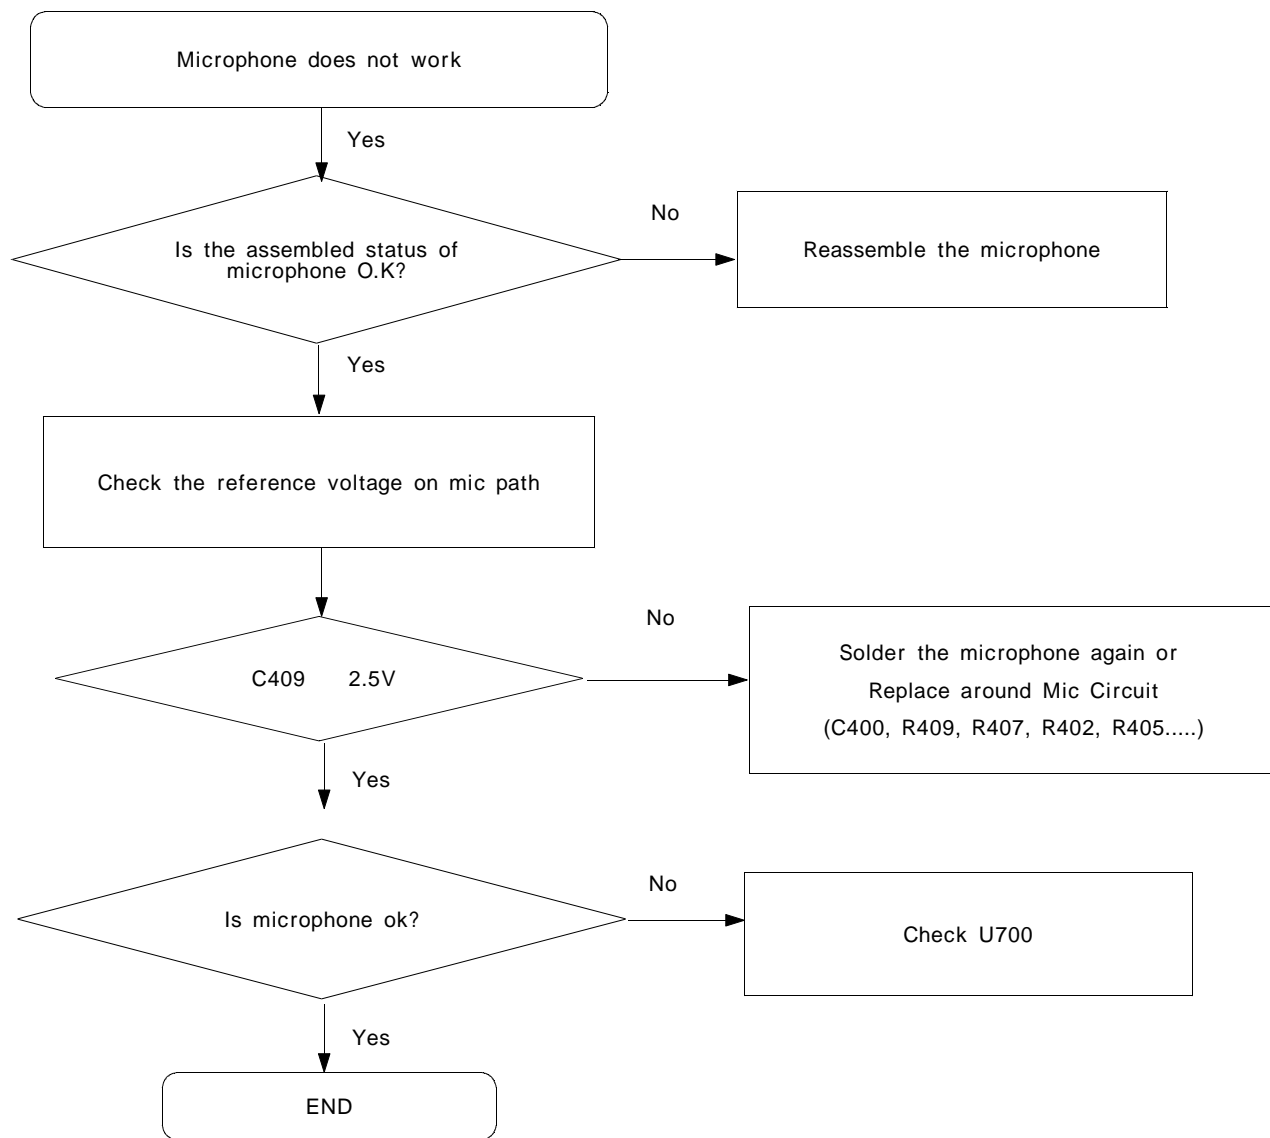 Microphone does not work
Yes
Is the assembled status of
microphone O.K?
No
Reassemble the microphone
Yes
Check the reference voltage on mic path
C409 2.5V
No
Solder the microphone again or
Replace around Mic Circuit
(C400, R409, R407, R402, R405.....)
Yes
Is microphone ok?
No
Check U700
Yes
END